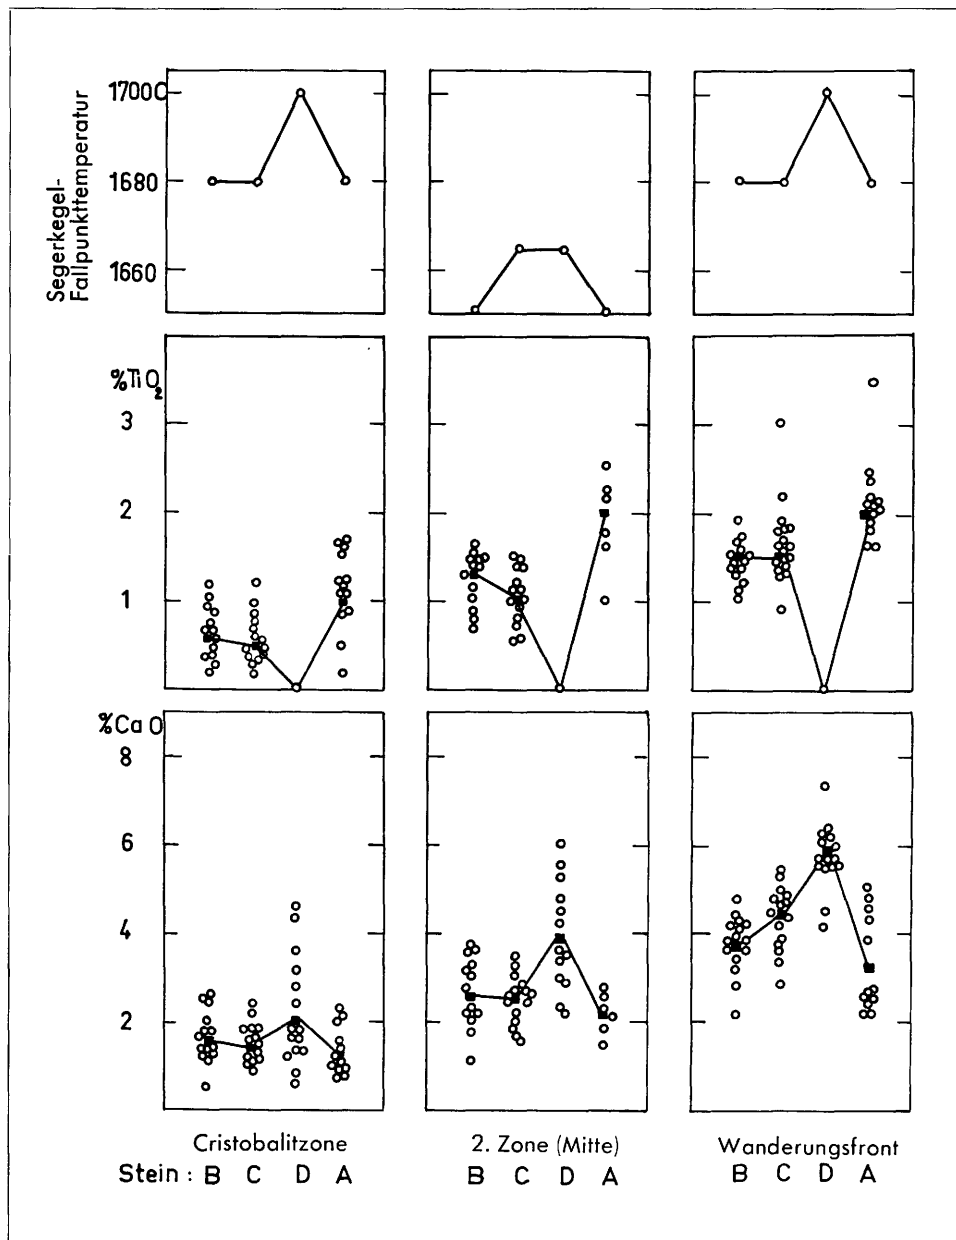 Segerkegel-
Fallpunkttemperatur
1700C
1680
1660
%TiO2
3
2
1
%CaO
8
6
4
2
Cristobalitzone
2. Zone (Mitte)
Wanderungsfront
Stein: B C D A
B C D A
B C D A